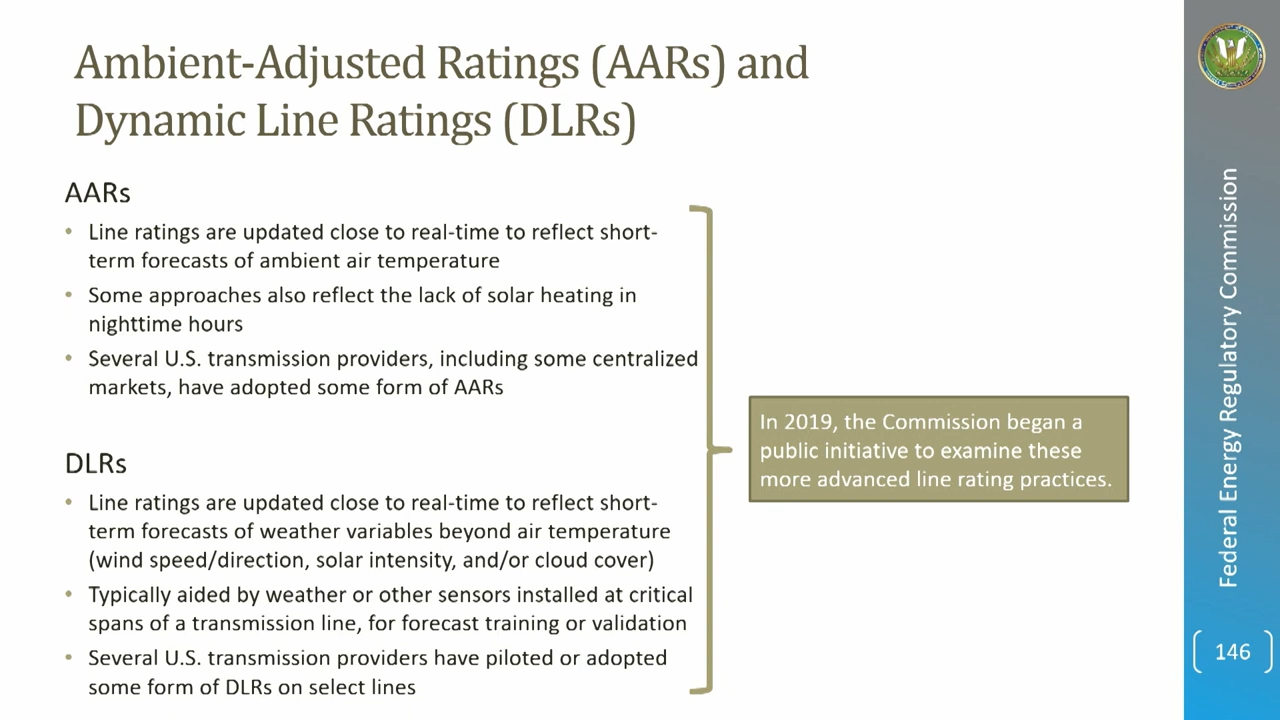 Ambient-Adjusted Ratings (AARs) and
Dynamic Line Ratings (DLRs)
AARs
• Line ratings are updated close to real-time to reflect short-
term forecasts of ambient air temperature
• Some approaches also reflect the lack of solar heating in
nighttime hours
• Several U.S. transmission providers, including some centralized
markets, have adopted some form of AARs
DLRs
• Line ratings are updated close to real-time to reflect short-
term forecasts of weather variables beyond air temperature
(wind speed/direction, solar intensity, and/or cloud cover)
• Typically aided by weather or other sensors installed at critical
spans of a transmission line, for forecast training or validation
• Several U.S. transmission providers have piloted or adopted
some form of DLRs on select lines
In 2019, the Commission began a
public initiative to examine these
more advanced line rating practices.
Federal Energy Regulatory Commission
146